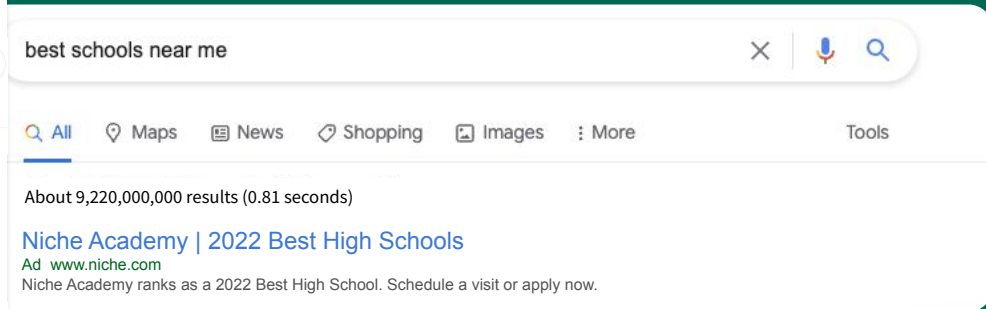 best schools near me
All Maps News Shopping Images More Tools
About 9,220,000,000 results (0.81 seconds)
Niche Academy | 2022 Best High Schools
Ad www.niche.com
Niche Academy ranks as a 2022 Best High School. Schedule a visit or apply now.